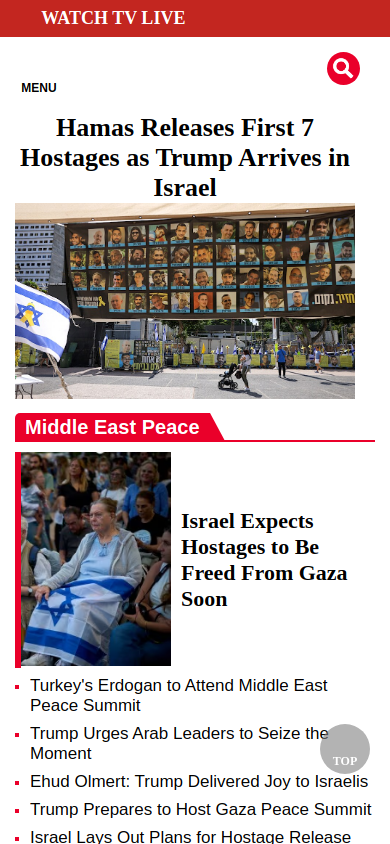 WATCH TV LIVE
MENU
Hamas Releases First 7
Hostages as Trump Arrives in
Israel
Middle East Peace
Israel Expects
Hostages to Be
Freed From Gaza
Soon
Turkey's Erdogan to Attend Middle East
Peace Summit
Trump Urges Arab Leaders to Seize the
Moment
TOP
Ehud Olmert: Trump Delivered Joy to Israelis
Trump Prepares to Host Gaza Peace Summit
Israel Lays Out Plans for Hostage Release